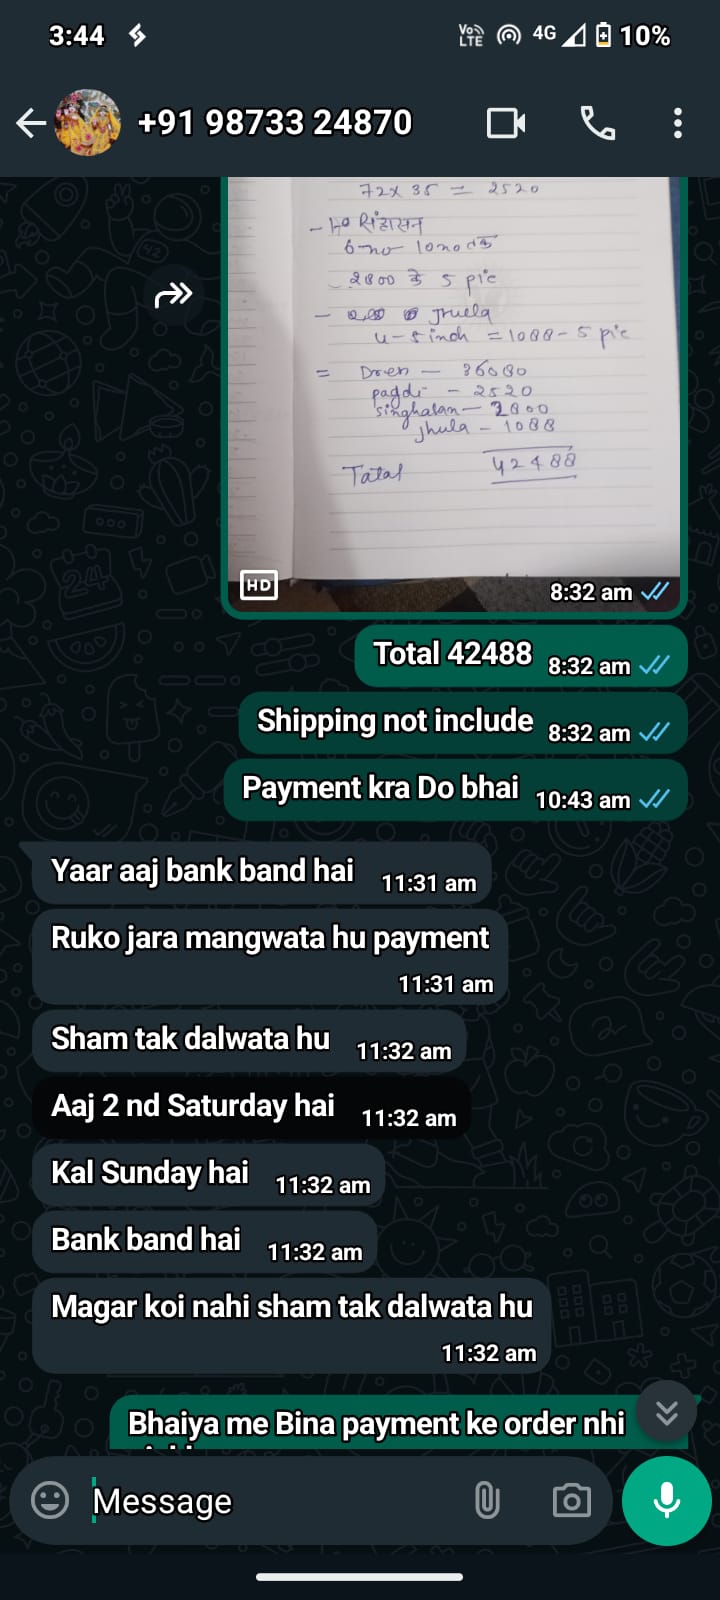 3:44
Vo)) LTE 4G 10%
+91 98733 24870
72x 35 = 2520
6 no 10 no तक
2800 के 5 pic
Jhula
4-5 inch = 1088 - 5 pic
= Dres — 36080
pagdi - 2520
singhasan — 2800
jhula - 1088
Total 42488
HD
8:32 am
Total 42488 8:32 am
Shipping not include 8:32 am
Payment kra Do bhai 10:43 am
Yaar aaj bank band hai 11:31 am
Ruko jara mangwata hu payment
11:31 am
Sham tak dalwata hu 11:32 am
Aaj 2 nd Saturday hai 11:32 am
Kal Sunday hai 11:32 am
Bank band hai 11:32 am
Magar koi nahi sham tak dalwata hu
11:32 am
Bhaiya me Bina payment ke order nhi
Message